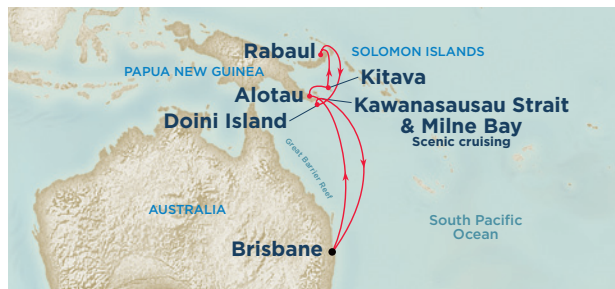 Rabaul
SOLOMON ISLANDS
PAPUA NEW GUINEA
Kitava
Alotau
Kawanasausau Strait
& Milne Bay
Scenic cruising
Doini Island
Great Barrier Reef
AUSTRALIA
South Pacific
Ocean
Brisbane